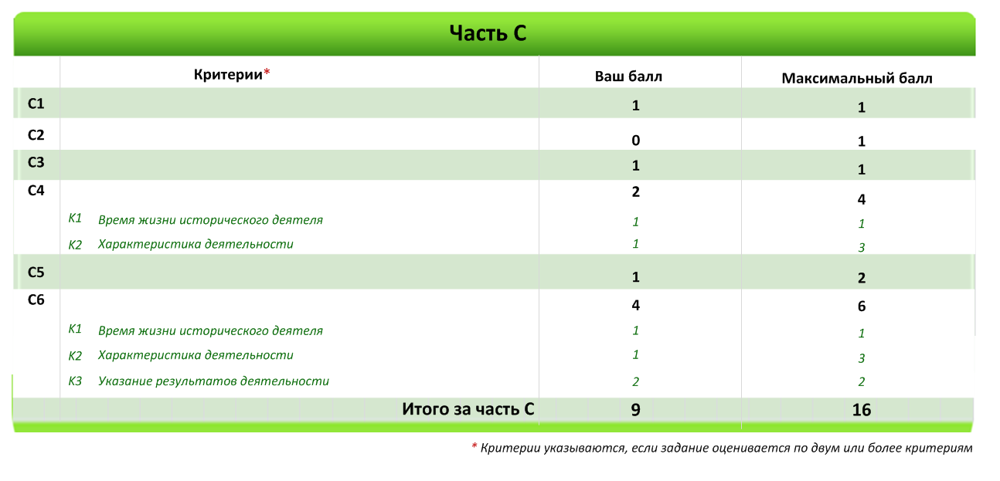 Часть С
Критерии* Ваш балл Максимальный балл
С1 1 1
С2 0 1
С3 1 1
С4 2 4
К1 Время жизни исторического деятеля 1 1
К2 Характеристика деятельности 1 3
С5 1 2
С6 4 6
К1 Время жизни исторического деятеля 1 1
К2 Характеристика деятельности 1 3
К3 Указание результатов деятельности 2 2
Итого за часть С 9 16
* Критерии указываются, если задание оценивается по двум или более критериям